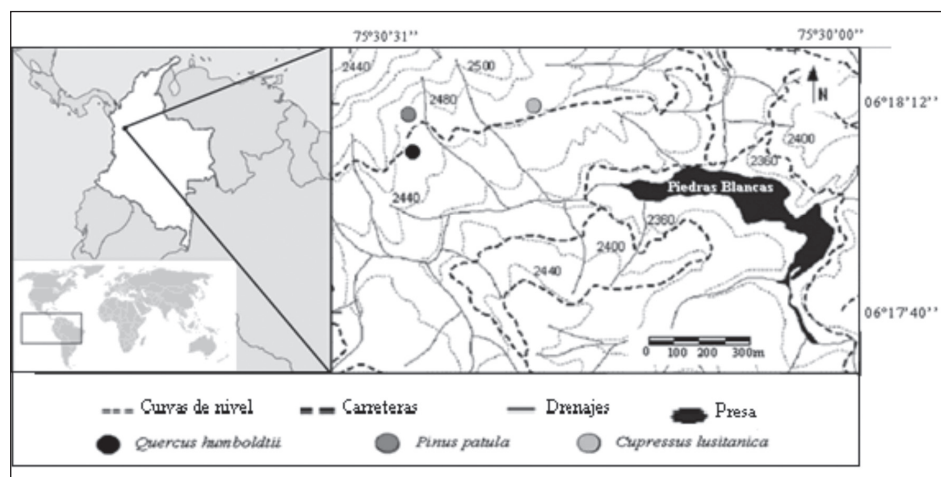 75'30'31'' 75'30'00''
2440
2500
N
2480
06'18'12''
2400
2360
Piedras Blancas
2440
2360
2400
2440
06'17'40''
0 100 200 300m
Curvas de nivel Carreteras Drenajes Presa
Quercus humboldtii Pinus patula Cupressus lusitanica